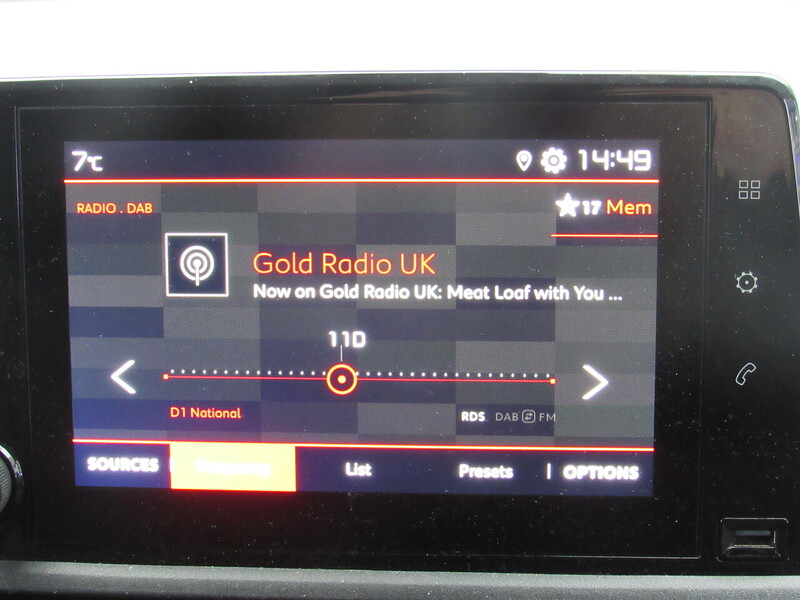 7°C 14:49
RADIO . DAB 17 Mem
Gold Radio UK
Now on Gold Radio UK: Meat Loaf with You ...
11D
D1 National RDS DAB FM
SOURCES Frequency List Presets OPTIONS